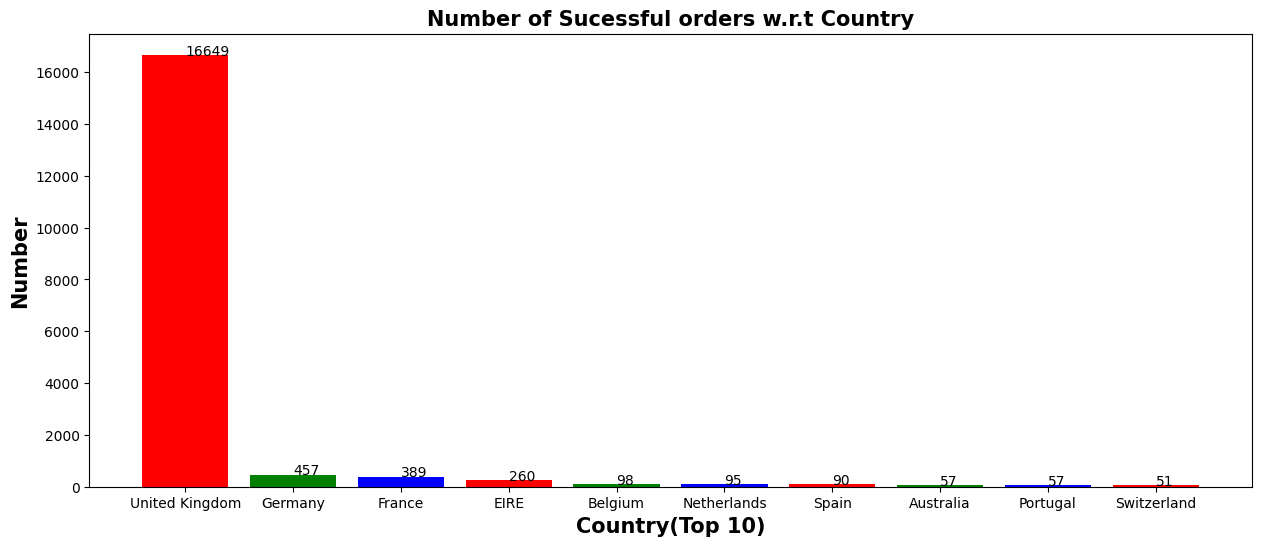 Number of Sucessful orders w.r.t Country
Number
16000
14000
12000
10000
8000
6000
4000
2000
0
16649
457
389
260
98
95
90
57
57
51
United Kingdom
Germany
France
EIRE
Belgium
Netherlands
Spain
Australia
Portugal
Switzerland
Country(Top 10)